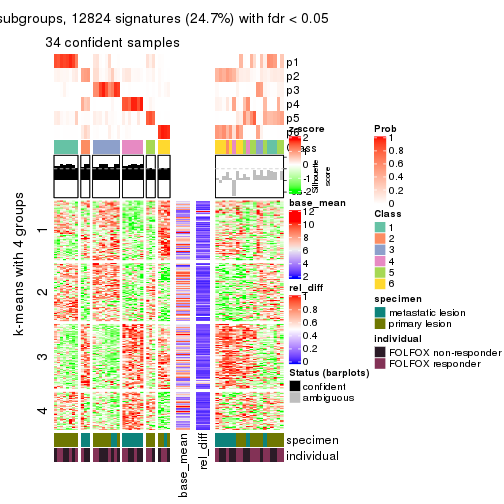 subgroups, 12824 signatures (24.7%) with fdr < 0.05
34 confident samples
p1
p2
p3
p4
p5
p6
Class
Silhouette
score
k-means with 4 groups
1
2
3
4
base_mean
rel_diff
specimen
individual
z-score
2
1
0
-1
-2
base_mean
12
10
8
6
4
2
rel_diff
1
0.8
0.6
0.4
0.2
0
Status (barplots)
confident
ambiguous
Prob
1
0.8
0.6
0.4
0.2
0
Class
1
2
3
4
5
6
specimen
metastatic lesion
primary lesion
individual
FOLFOX non-responder
FOLFOX responder